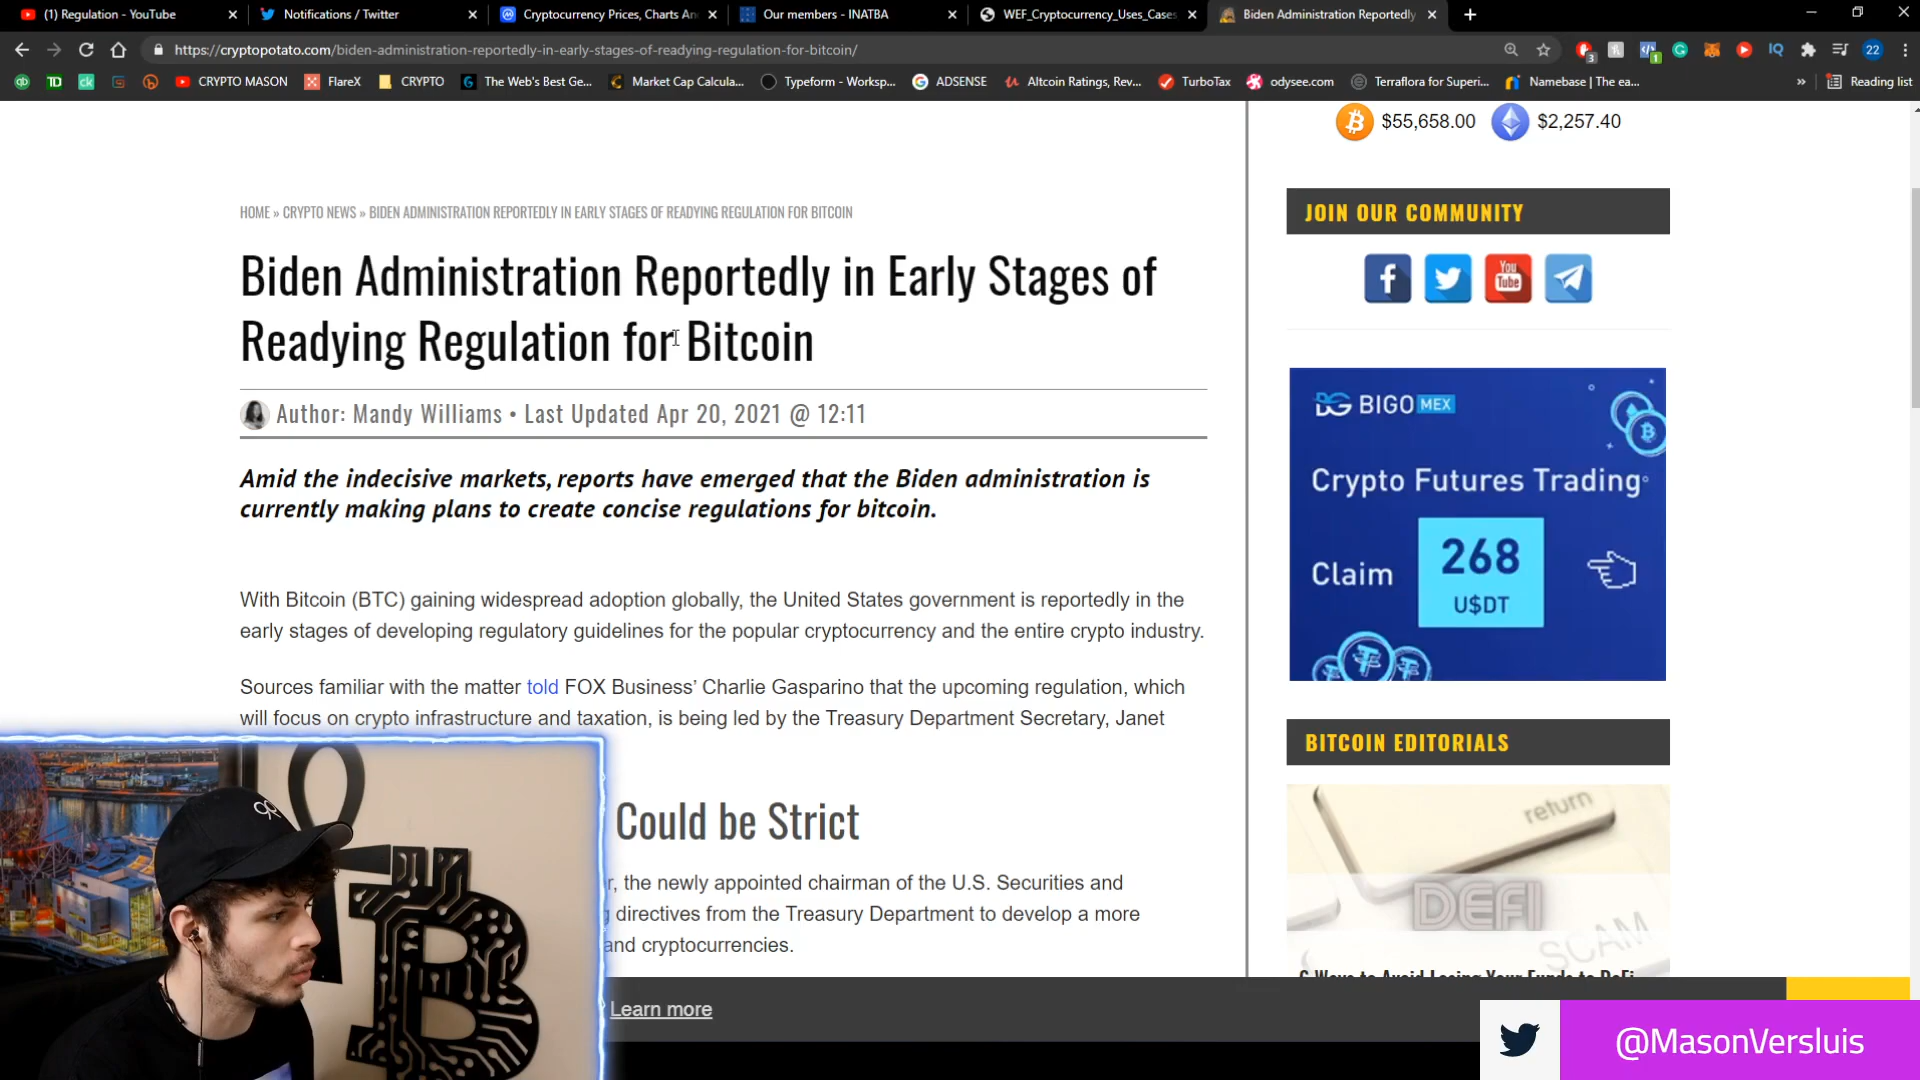 (1) Regulation - YouTube
Notifications / Twitter
Cryptocurrency Prices, Charts An
Our members - INATBA
WEF_Cryptocurrency_Uses_Cases
Biden Administration Reportedly
https://cryptopotato.com/biden-administration-reportedly-in-early-stages-of-readying-regulation-for-bitcoin/
CRYPTO MASON
FlareX
CRYPTO
The Web's Best Ge...
Market Cap Calcula...
Typeform - Worksp...
ADSENSE
Altcoin Ratings, Rev...
TurboTax
odysee.com
Terraflora for Superi...
Namebase | The ea...
Reading list
$55,658.00 $2,257.40
HOME » CRYPTO NEWS » BIDEN ADMINISTRATION REPORTEDLY IN EARLY STAGES OF READYING REGULATION FOR BITCOIN
Biden Administration Reportedly in Early Stages of
Readying Regulation for Bitcoin
Author: Mandy Williams • Last Updated Apr 20, 2021 @ 12:11
Amid the indecisive markets, reports have emerged that the Biden administration is
currently making plans to create concise regulations for bitcoin.
With Bitcoin (BTC) gaining widespread adoption globally, the United States government is reportedly in the
early stages of developing regulatory guidelines for the popular cryptocurrency and the entire crypto industry.
Sources familiar with the matter told FOX Business' Charlie Gasparino that the upcoming regulation, which
will focus on crypto infrastructure and taxation, is being led by the Treasury Department Secretary, Janet
Could be Strict
r, the newly appointed chairman of the U.S. Securities and
g directives from the Treasury Department to develop a more
and cryptocurrencies.
Learn more
JOIN OUR COMMUNITY
You
Tube
BIGO MEX
Crypto Futures Trading
Claim
268
U$DT
BITCOIN EDITORIALS
return
DEFI
SCAM
6 Ways to Avoid Losing Your Funds to DeFi
@MasonVersluis